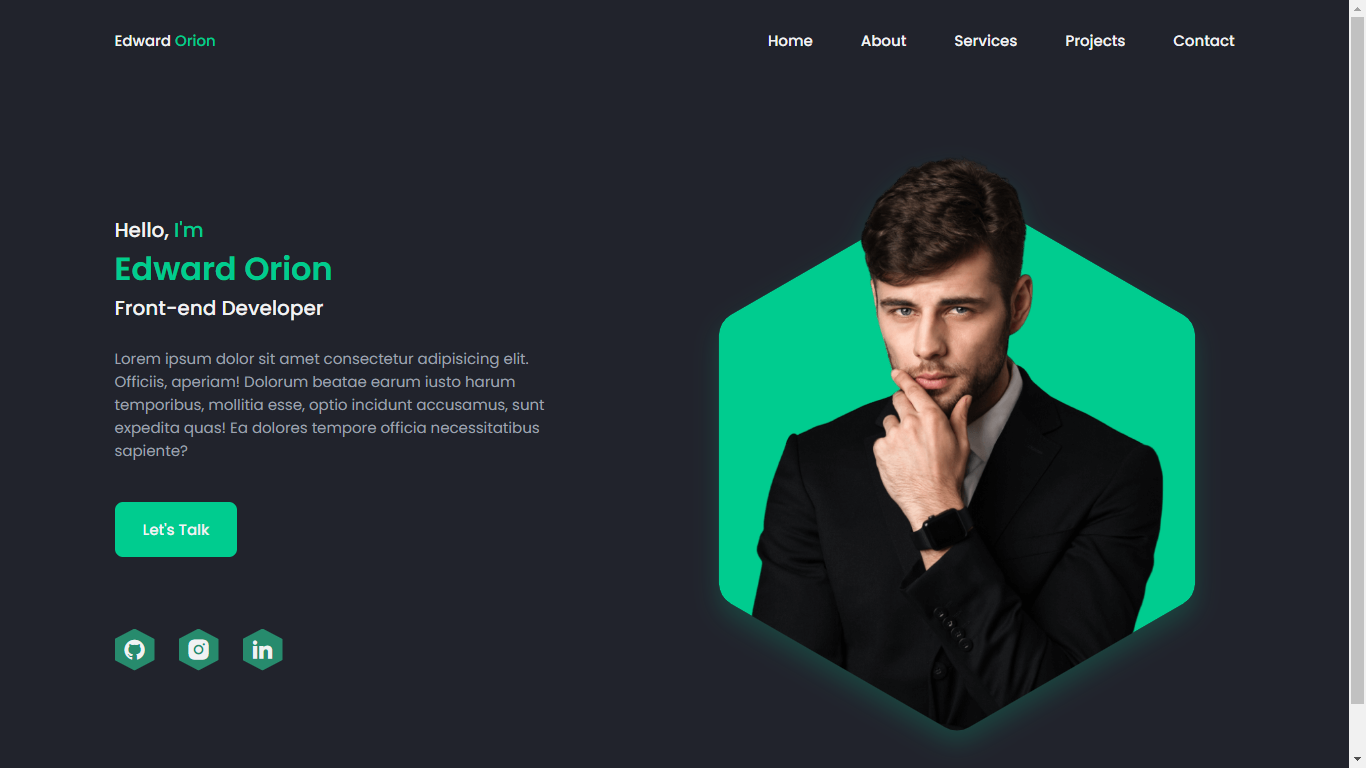 Edward Orion
Home About Services Projects Contact
Hello, I'm
Edward Orion
Front-end Developer
Lorem ipsum dolor sit amet consectetur adipisicing elit.
Officiis, aperiam! Dolorum beatae earum iusto harum
temporibus, mollitia esse, optio incidunt accusamus, sunt
expedita quas! Ea dolores tempore officia necessitatibus
sapiente?
Let's Talk
in